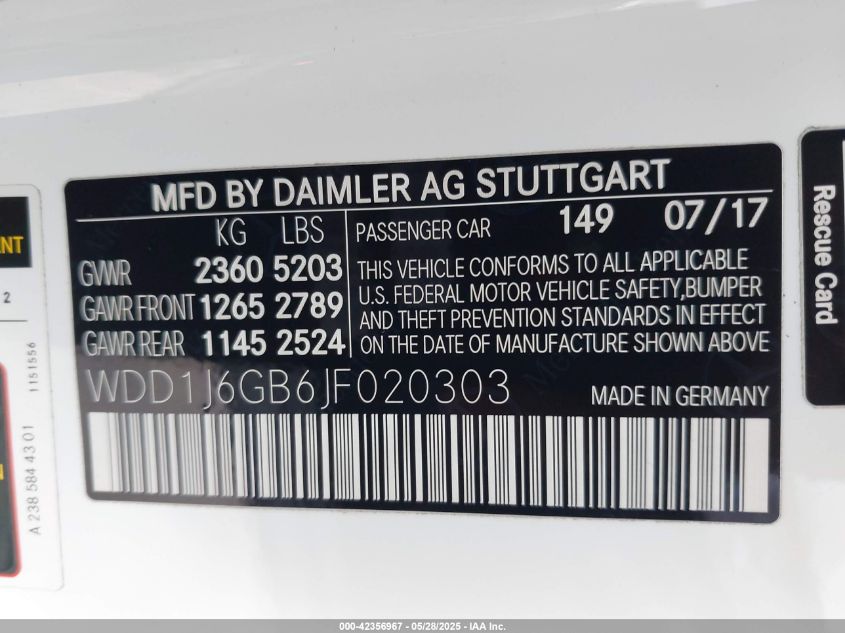 MFD BY DAIMLER AG STUTTGART
KG LBS
GVWR 2360 5203
GAWR FRONT 1265 2789
GAWR REAR 1145 2524
PASSENGER CAR 149 07/17
THIS VEHICLE CONFORMS TO ALL APPLICABLE
U.S. FEDERAL MOTOR VEHICLE SAFETY,BUMPER
AND THEFT PREVENTION STANDARDS IN EFFECT
ON THE DATE OF MANUFACTURE SHOWN ABOVE
WDD1J6GB6JF020303 MADE IN GERMANY
2
1151556
A 238 584 43 01
Rescue Card
000-42356967 - 05/28/2025 - IAA Inc.